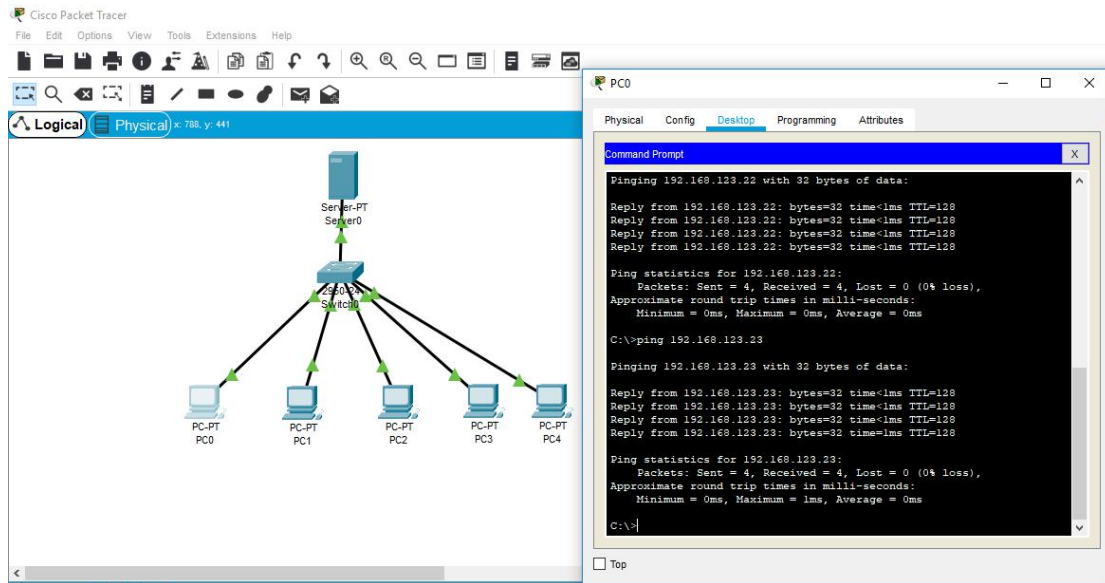 Cisco Packet Tracer
File Edit Options View Tools Extensions Help
Logical Physical x: 788, y: 441
Server-PT
Server0
2950-24
Switch0
PC-PT
PC0
PC-PT
PC1
PC-PT
PC2
PC-PT
PC3
PC-PT
PC4
PC0
Physical Config Desktop Programming Attributes
Command Prompt X
Pinging 192.168.123.22 with 32 bytes of data:
Reply from 192.168.123.22: bytes=32 time<1ms TTL=128
Reply from 192.168.123.22: bytes=32 time<1ms TTL=128
Reply from 192.168.123.22: bytes=32 time<1ms TTL=128
Reply from 192.168.123.22: bytes=32 time<1ms TTL=128
Ping statistics for 192.168.123.22:
Packets: Sent = 4, Received = 4, Lost = 0 (0% loss),
Approximate round trip times in milli-seconds:
Minimum = 0ms, Maximum = 0ms, Average = 0ms
C:\>ping 192.168.123.23
Pinging 192.168.123.23 with 32 bytes of data:
Reply from 192.168.123.23: bytes=32 time<1ms TTL=128
Reply from 192.168.123.23: bytes=32 time<1ms TTL=128
Reply from 192.168.123.23: bytes=32 time<1ms TTL=128
Reply from 192.168.123.23: bytes=32 time=1ms TTL=128
Ping statistics for 192.168.123.23:
Packets: Sent = 4, Received = 4, Lost = 0 (0% loss),
Approximate round trip times in milli-seconds:
Minimum = 0ms, Maximum = 1ms, Average = 0ms
C:\>
Top